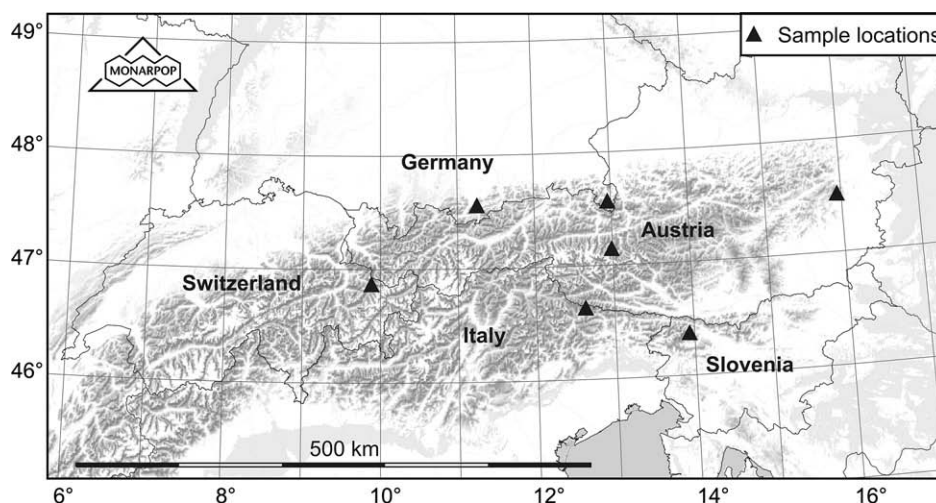 49°
▲ Sample locations
MONARPOP
48°
Germany
47°
Austria
Switzerland
Italy
46°
Slovenia
500 km
6°
8°
10°
12°
14°
16°